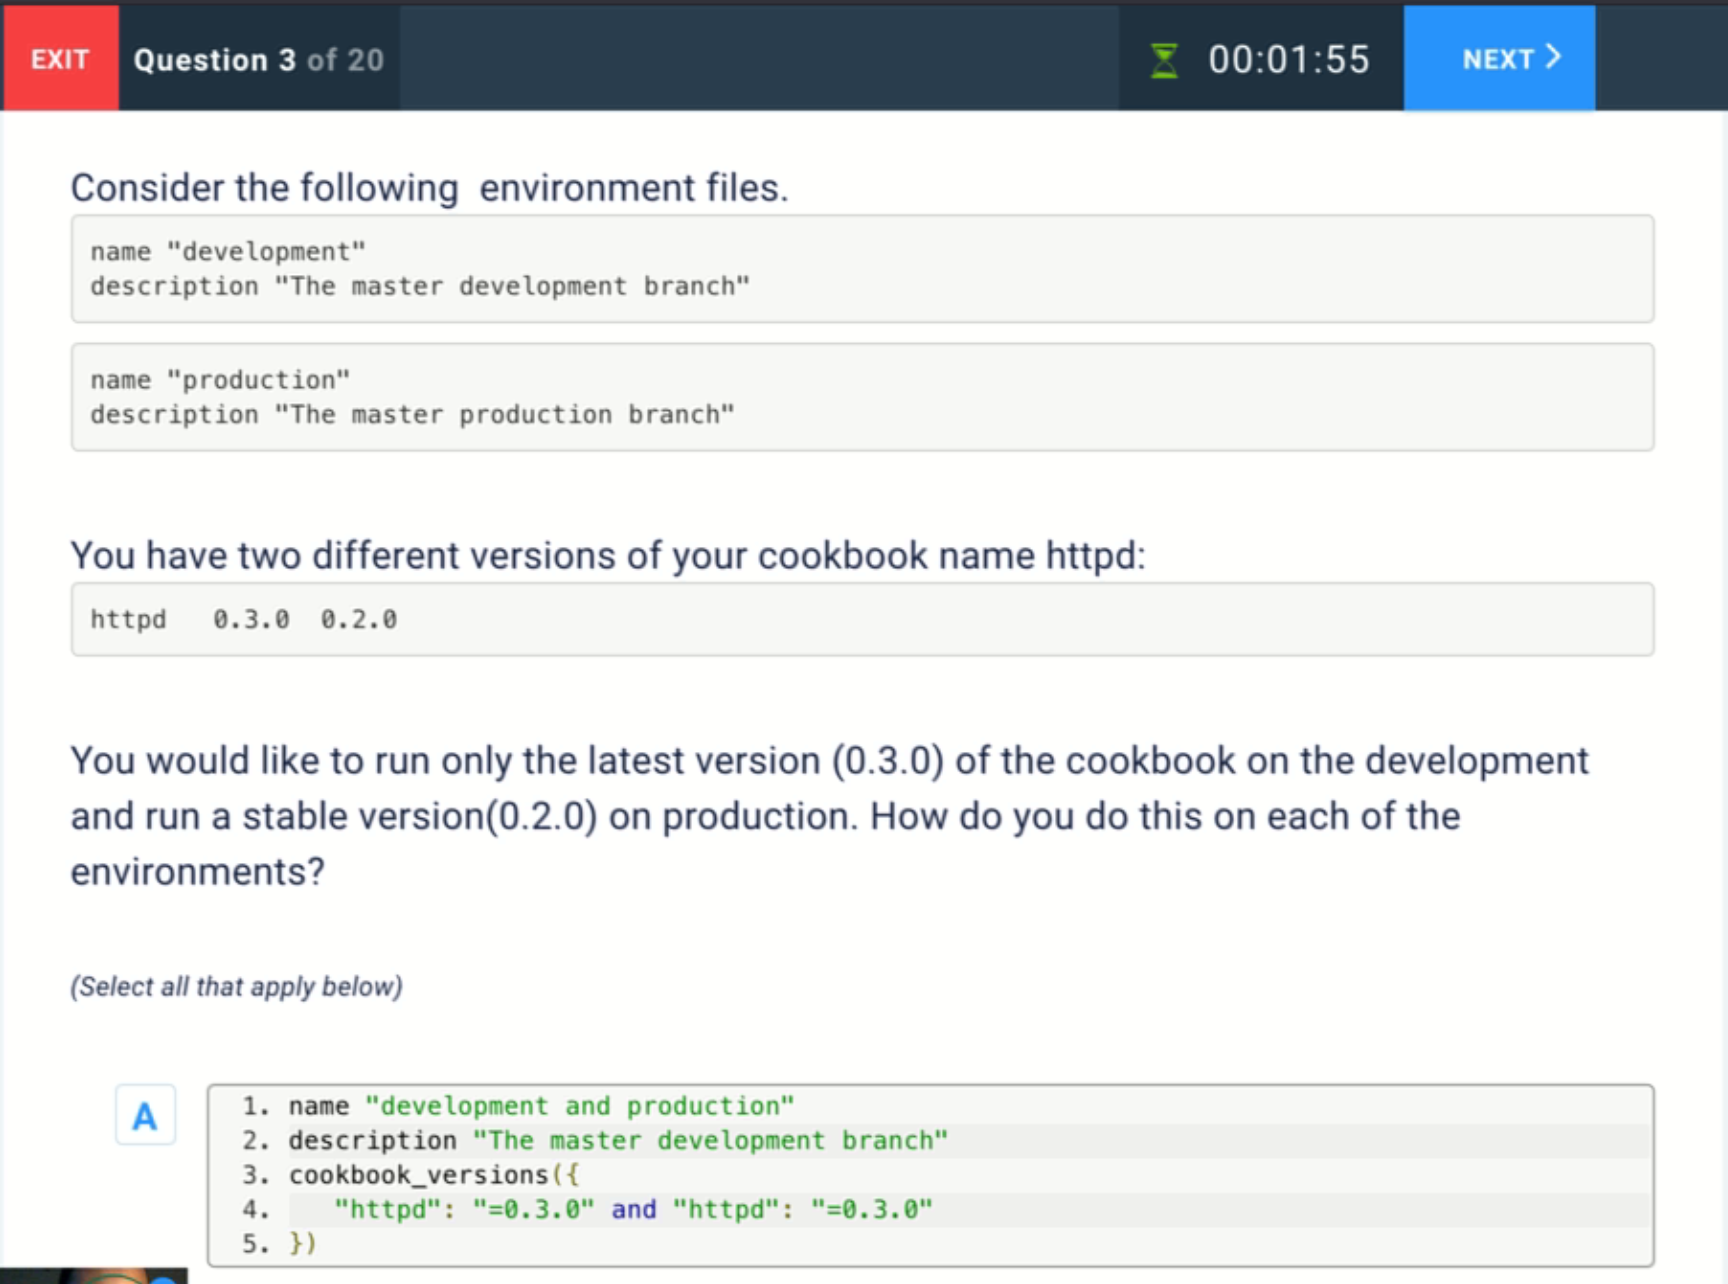 EXIT
Question 3 of 20
00:01:55
NEXT
Consider the following  environment files.
name "development"
description "The master development branch"
name "production"
description "The master production branch"
You have two different versions of your cookbook name httpd:
httpd   0.3.0  0.2.0
You would like to run only the latest version (0.3.0) of the cookbook on the development
and run a stable version(0.2.0) on production. How do you do this on each of the
environments?
(Select all that apply below)
A
1. name "development and production"
2. description "The master development branch"
3. cookbook_versions({
4.    "httpd": "=0.3.0" and "httpd": "=0.3.0"
5. })